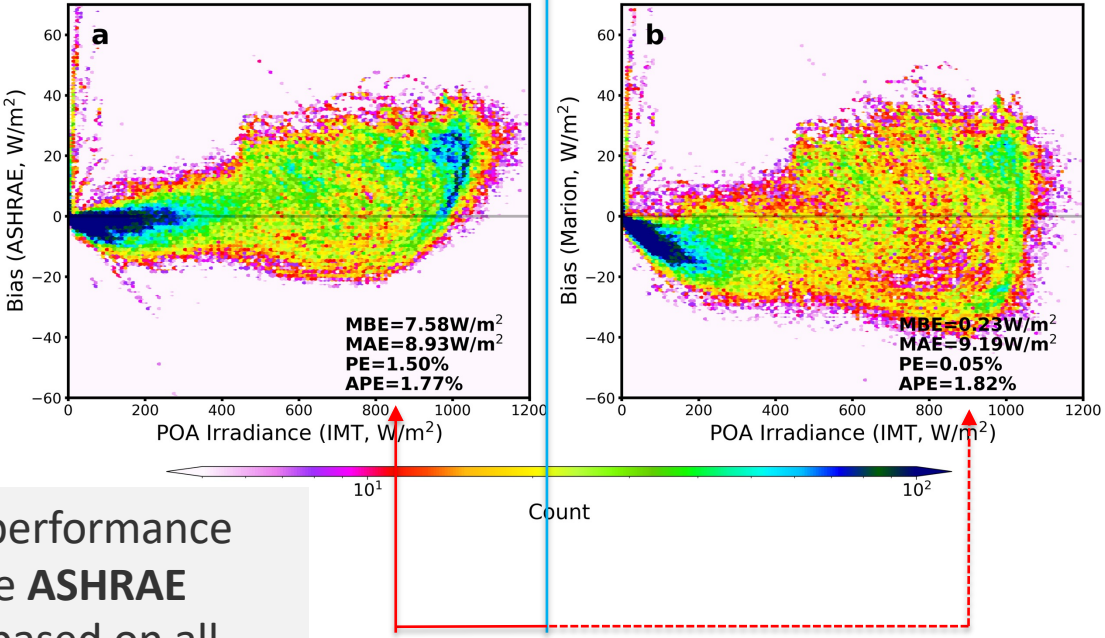 a
60
40
20
0
−20
−40
−60
Bias (ASHRAE, W/m²)
MBE=7.58W/m²
MAE=8.93W/m²
PE=1.50%
APE=1.77%
0 200 400 600 800 1000 1200
POA Irradiance (IMT, W/m²)
b
60
40
20
0
−20
−40
−60
Bias (Marion, W/m²)
MBE=0.23W/m²
MAE=9.19W/m²
PE=0.05%
APE=1.82%
0 200 400 600 800 1000 1200
POA Irradiance (IMT, W/m²)
10¹ 10²
Count
performance
e ASHRAE
based on all